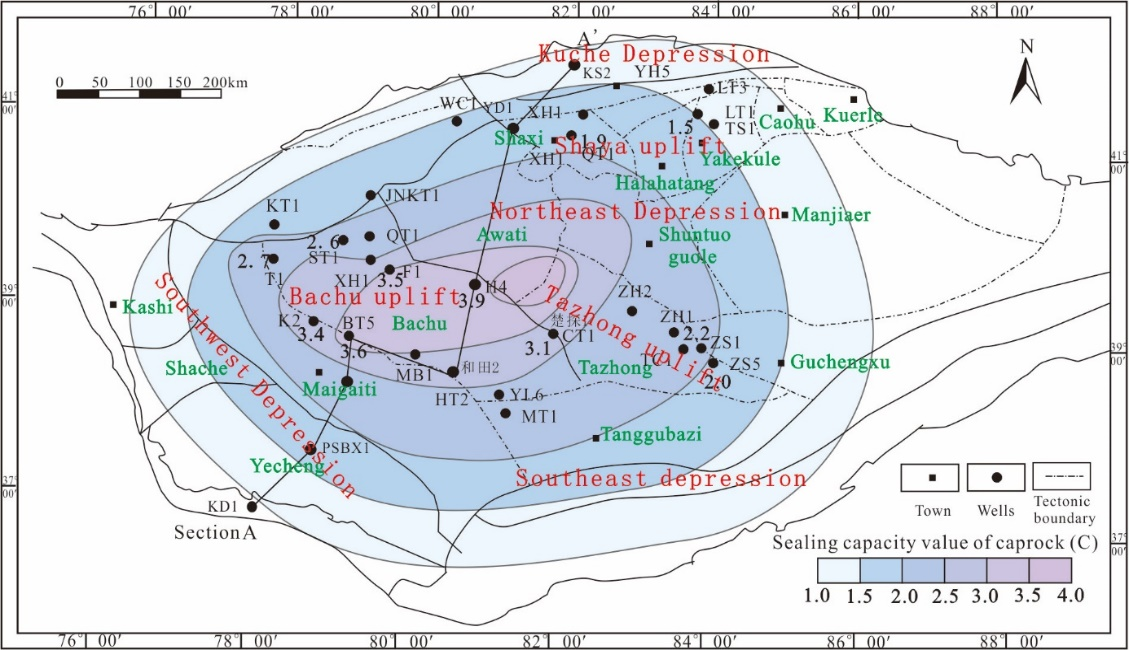 76° 00′ 78° 00′ 80° 00′ 82° 00′ 84° 00′ 86° 00′ 88° 00′
A’
Kuche Depression
N
KS2
YH5
0 50 100 150 200km
LT3
41°
00′
WC1
YD1
XH1
LT1
Caohu
Kuerle
1.5
TS1
Shaxi
1.9
Shaya uplift
41°
00′
XH1
QT1
Yakekule
Halahatang
JNKT1
KT1
Northeast Depression
Manjiaer
QT1
Awati
Shuntuo
guole
2.6
ST1
2.7
T1
XH1
3.5
F1
H4
39°
00′
Bachu uplift
3.9
Tazhong uplift
ZH2
Kashi
Southwest Depression
K2
BT5
Bachu
楚探1
ZH1
2.2
3.4
CT1
ZS1
3.6
3.1
TC1
39°
00′
Shache
MB1
和田2
Tazhong
ZS5
Guchengxu
2.0
Maigaiti
HT2
YL6
MT1
Tanggubazi
PSBX1
Yecheng
Southeast depression
37°
00′
KD1
Town
Wells
Tectonic
boundary
Section A
Sealing capacity value of caprock (C)
37°
00′
1.0 1.5 2.0 2.5 3.0 3.5 4.0
76° 00′ 78° 00′ 80° 00′ 82° 00′ 84° 00′ 86° 00′ 88° 00′